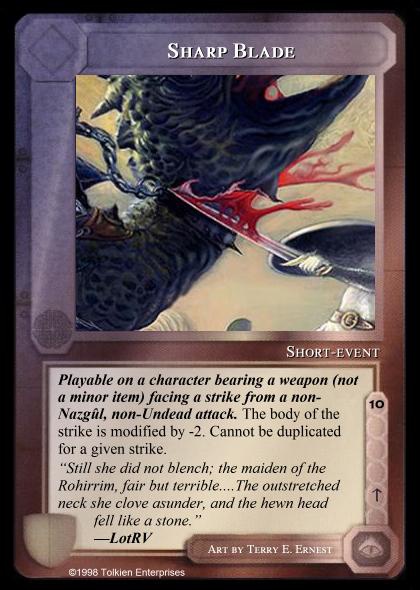 SHARP BLADE
SHORT-EVENT
Playable on a character bearing a weapon (not
a minor item) facing a strike from a non-
Nazgûl, non-Undead attack. The body of the
strike is modified by -2. Cannot be duplicated
for a given strike.
“Still she did not blench; the maiden of the
Rohirrim, fair but terrible....The outstretched
neck she clove asunder, and the hewn head
fell like a stone.”
—LotRV
10
ART BY TERRY E. ERNEST
©1998 Tolkien Enterprises